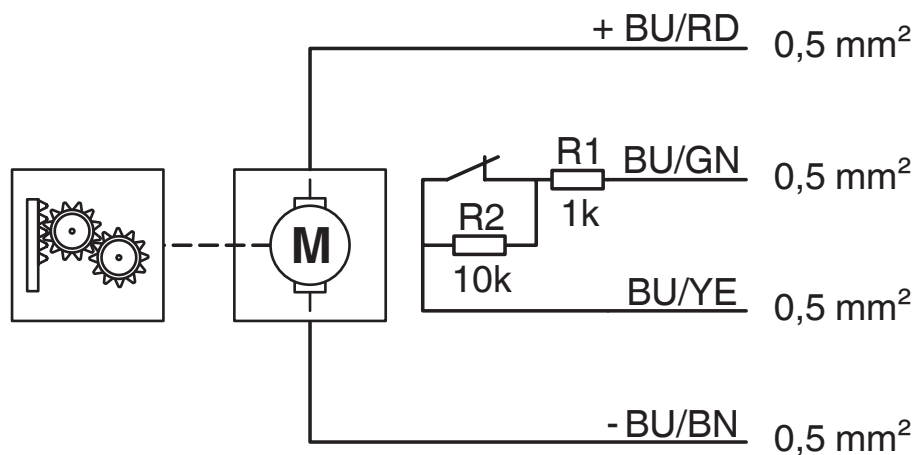 + BU/RD 0,5 mm²
R1 BU/GN 0,5 mm²
1k
R2
10k
M
BU/YE 0,5 mm²
- BU/BN 0,5 mm²